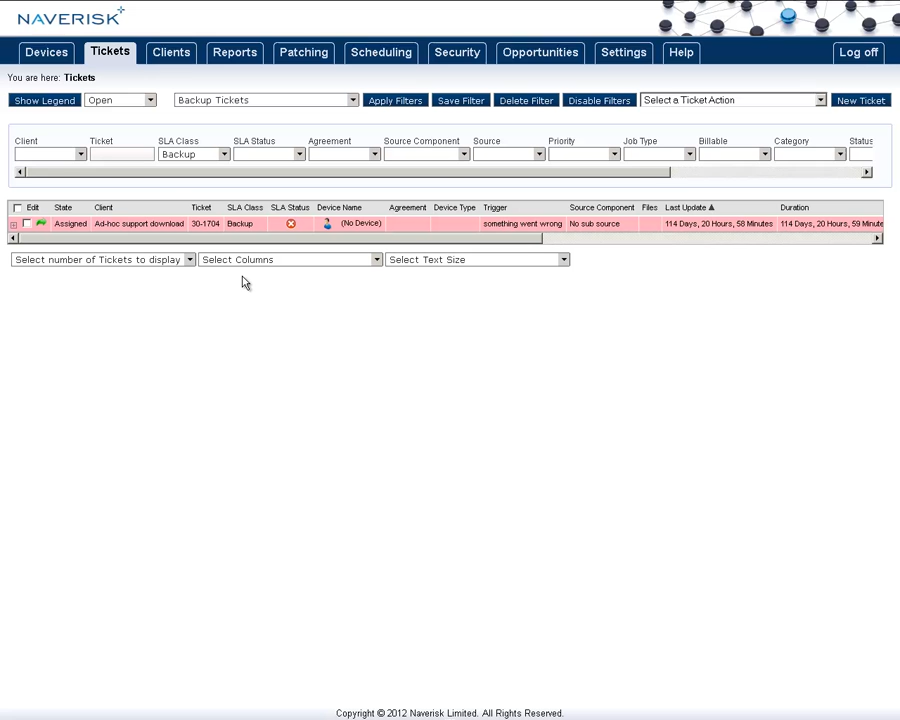 NAVERISK
Devices Tickets Clients Reports Patching Scheduling Security Opportunities Settings Help Log off
You are here: Tickets
Show Legend Open Backup Tickets Apply Filters Save Filter Delete Filter Disable Filters Select a Ticket Action New Ticket
Client Ticket SLA Class SLA Status Agreement Source Component Source Priority Job Type Billable Category Status
Backup
Edit State Client Ticket SLA Class SLA Status Device Name Agreement Device Type Trigger Source Component Files Last Update Duration
Assigned Ad-hoc support download 30-1704 Backup (No Device) something went wrong No sub source 114 Days, 20 Hours, 58 Minutes 114 Days, 20 Hours, 59 Minute
Select number of Tickets to display Select Columns Select Text Size
Copyright © 2012 Naverisk Limited. All Rights Reserved.